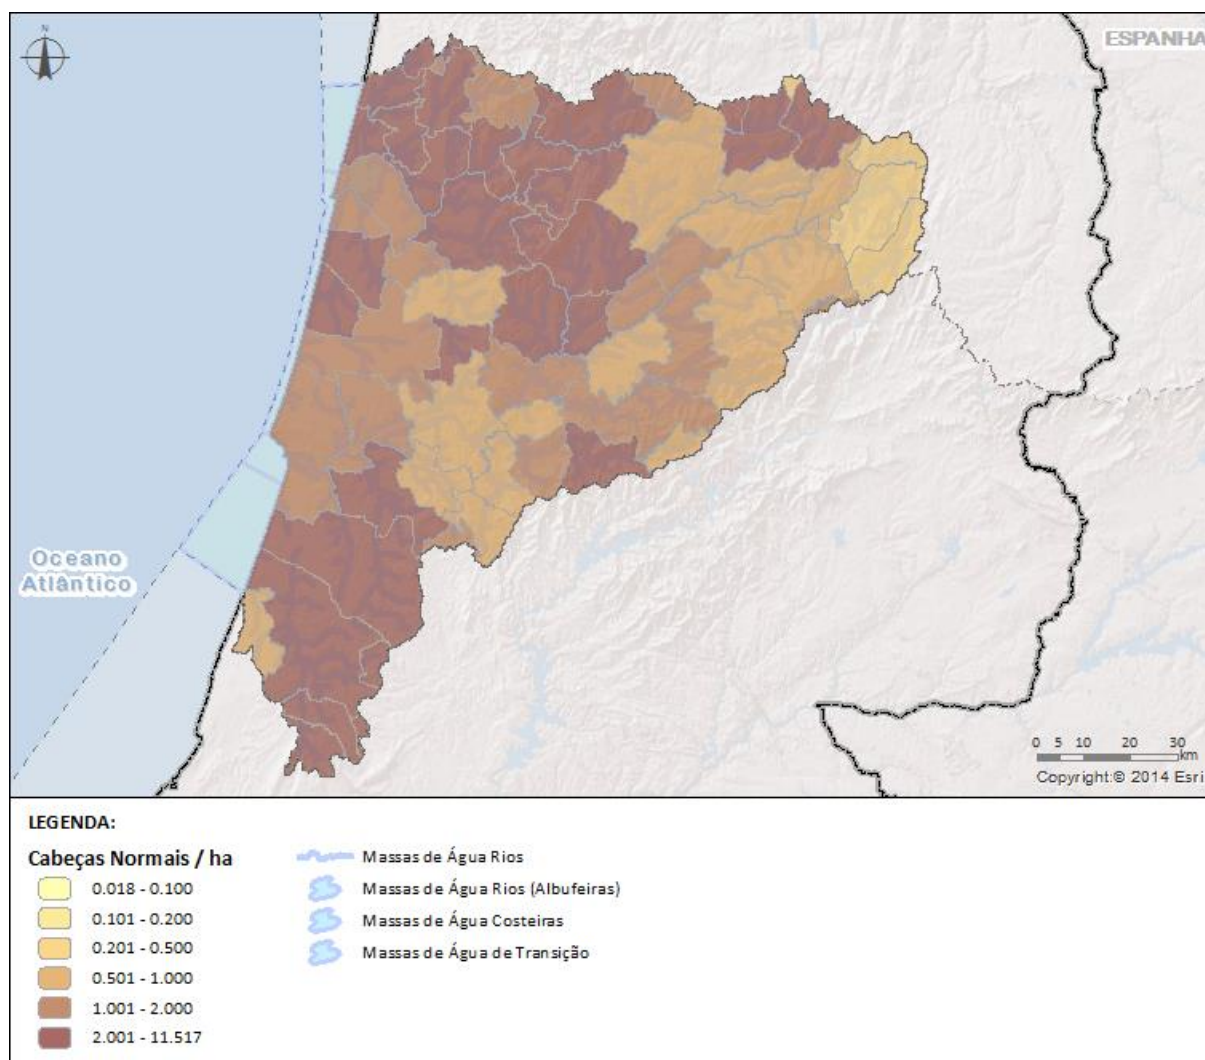 N
ESPANHA
Oceano
Atlântico
0 5 10 20 30
km
Copyright:© 2014 Esri
LEGENDA:
Cabeças Normais / ha
0.018 - 0.100
0.101 - 0.200
0.201 - 0.500
0.501 - 1.000
1.001 - 2.000
2.001 - 11.517
Massas de Água Rios
Massas de Água Rios (Albufeiras)
Massas de Água Costeiras
Massas de Água de Transição